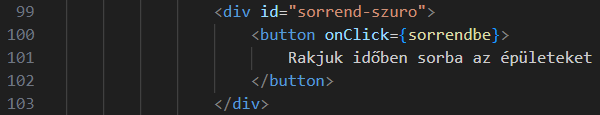 99 <div id="sorrend-szuro">
100 <button onClick={sorrendbe}>
101 Rakjuk időben sorba az épületeket
102 </button>
103 </div>